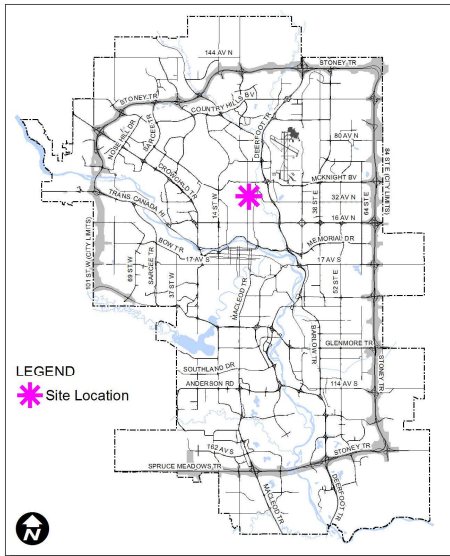 144 AV N
STONEY TR
STONEY TR
COUNTRY HILLS BV
NOSE HILL DR
SARCEE TR
DEERFOOT TR
80 AV N
84 ST E (CITY LIMITS)
CROWCHILD TR
MCKNIGHT BV
14 ST W
36 ST E
32 AV N
64 ST E
TRANS CANADA HI
16 AV N
BOW TR
MEMORIAL DR
101 ST W (CITY LIMITS)
69 ST W
SARCEE TR
37 ST W
17 AV S
17 AV S
52 ST E
MACLEOD TR
BARLOW TR
GLENMORE TR
LEGEND
Site Location
SOUTHLAND DR
STONEY TR
ANDERSON RD
114 AV S
162 AV S
STONEY TR
SPRUCE MEADOWS TR
MACLEOD TR
DEERFOOT TR
N